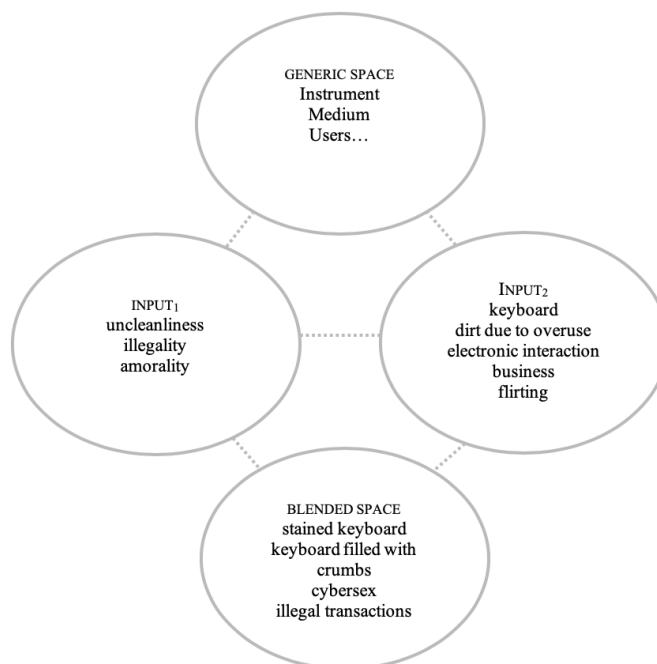 GENERIC SPACE
Instrument
Medium
Users…
INPUT1
uncleanliness
illegality
amorality
INPUT2
keyboard
dirt due to overuse
electronic interaction
business
flirting
BLENDED SPACE
stained keyboard
keyboard filled with
crumbs
cybersex
illegal transactions